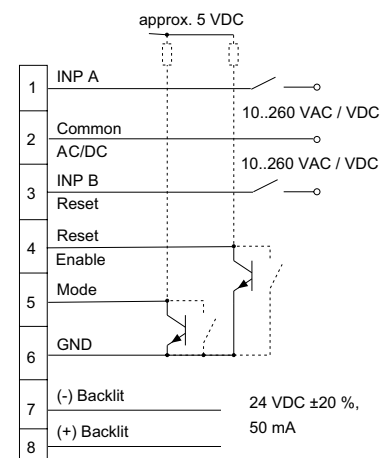 approx. 5 VDC
1 INP A
10..260 VAC / VDC
2 Common
AC/DC
10..260 VAC / VDC
3 INP B
Reset
4 Reset
Enable
5 Mode
6 GND
7 (-) Backlit
24 VDC ±20 %,
8 (+) Backlit
50 mA